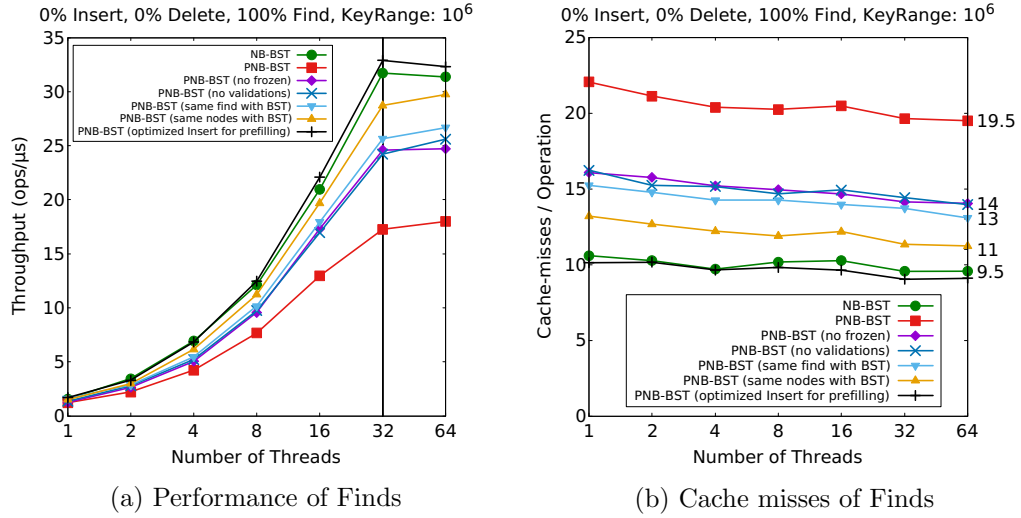 0% Insert, 0% Delete, 100% Find, KeyRange: 10^6
35
30
25
20
15
10
5
0
Throughput (ops/μs)
NB-BST
PNB-BST
PNB-BST (no frozen)
PNB-BST (no validations)
PNB-BST (same find with BST)
PNB-BST (same nodes with BST)
PNB-BST (optimized Insert for prefilling)
1 2 4 8 16 32 64
Number of Threads
(a) Performance of Finds
0% Insert, 0% Delete, 100% Find, KeyRange: 10^6
25
20
15
10
5
0
Cache-misses / Operation
19.5
14
13
11
9.5
NB-BST
PNB-BST
PNB-BST (no frozen)
PNB-BST (no validations)
PNB-BST (same find with BST)
PNB-BST (same nodes with BST)
PNB-BST (optimized Insert for prefilling)
1 2 4 8 16 32 64
Number of Threads
(b) Cache misses of Finds